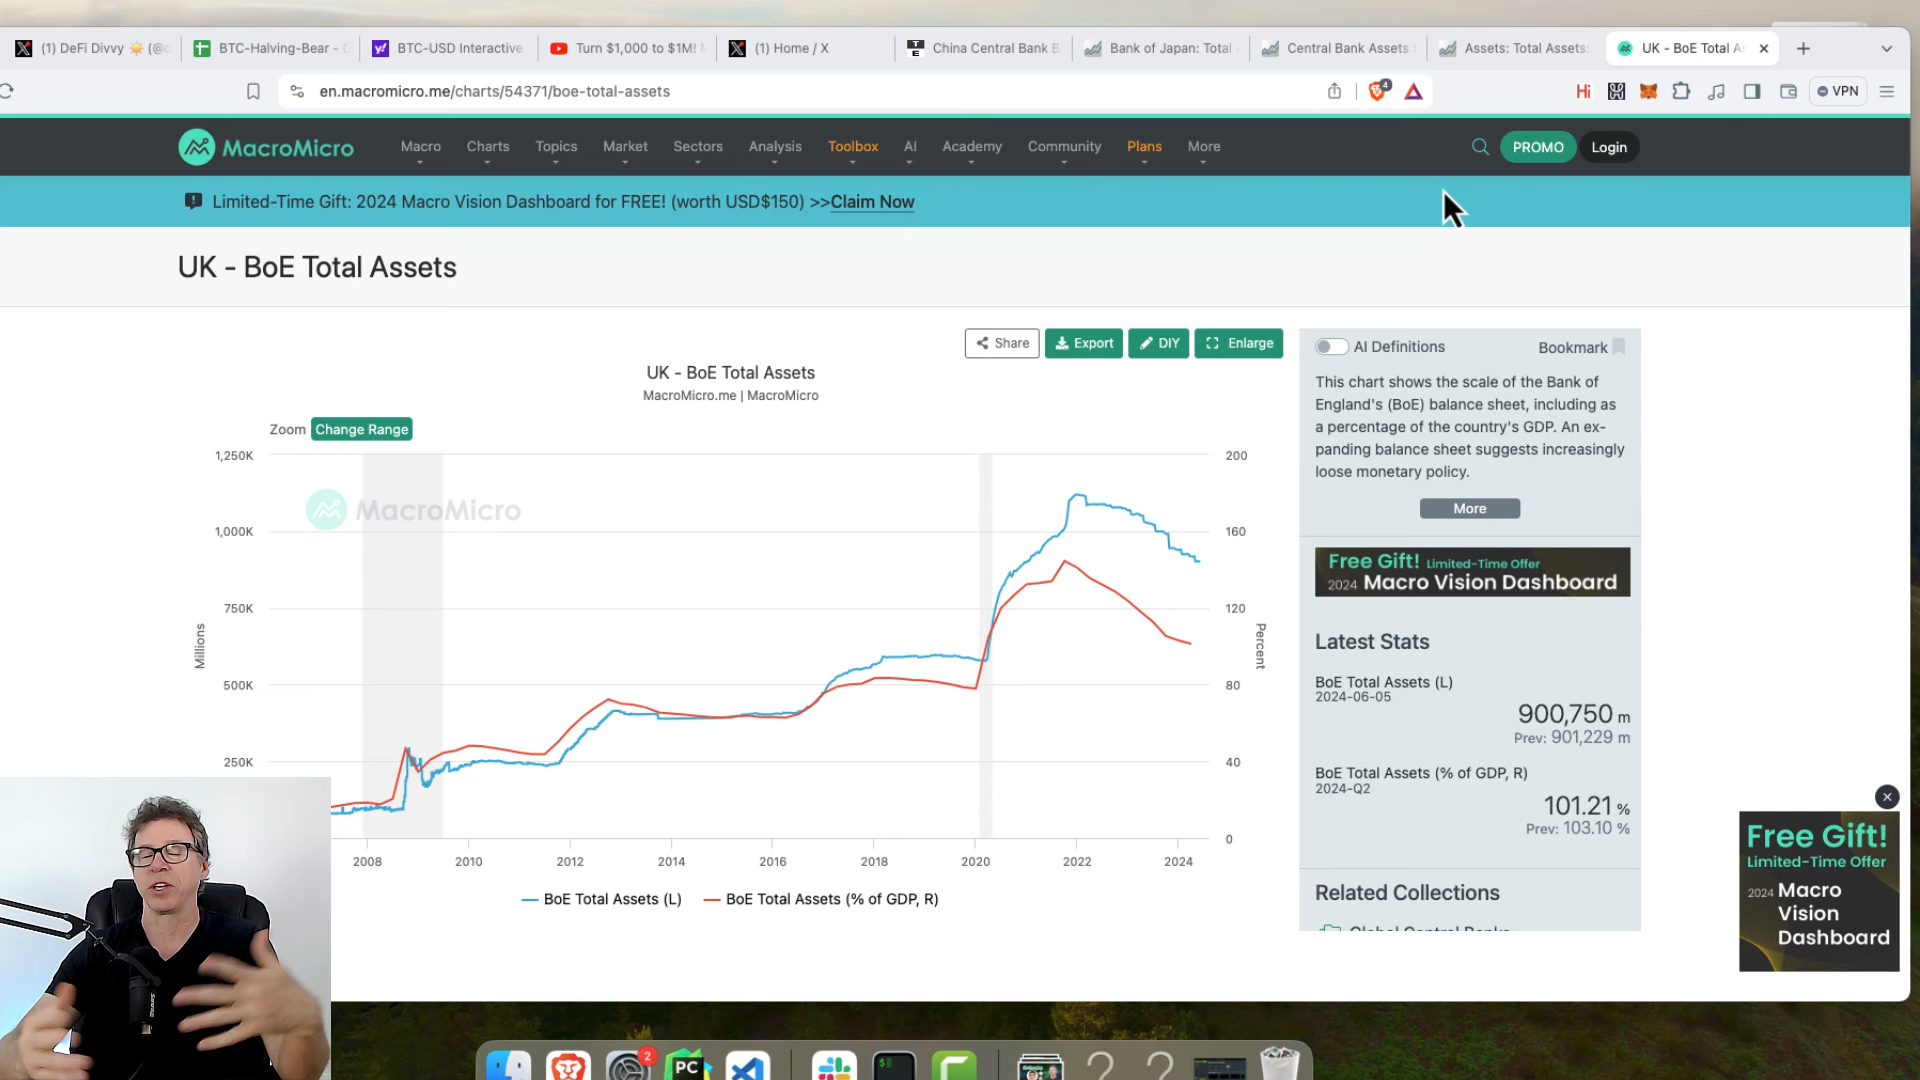 (1) DeFi Divvy ☀️ (@d
BTC-Halving-Bear -
BTC-USD Interactive
Turn $1,000 to $1M!
(1) Home / X
China Central Bank B
Bank of Japan: Total
Central Bank Assets
Assets: Total Assets:
UK - BoE Total A
en.macromicro.me/charts/54371/boe-total-assets
4
Hi
VPN
MacroMicro
Macro
Charts
Topics
Market
Sectors
Analysis
Toolbox
AI
Academy
Community
Plans
More
PROMO
Login
Limited-Time Gift: 2024 Macro Vision Dashboard for FREE! (worth USD$150) >>Claim Now
UK - BoE Total Assets
Share
Export
DIY
Enlarge
UK - BoE Total Assets
MacroMicro.me | MacroMicro
Zoom
Change Range
MacroMicro
1,250K
1,000K
750K
500K
250K
Millions
200
160
120
80
40
0
Percent
2008
2010
2012
2014
2016
2018
2020
2022
2024
BoE Total Assets (L)
BoE Total Assets (% of GDP, R)
AI Definitions
Bookmark
This chart shows the scale of the Bank of
England's (BoE) balance sheet, including as
a percentage of the country's GDP. An ex-
panding balance sheet suggests increasingly
loose monetary policy.
More
Free Gift! Limited-Time Offer
2024 Macro Vision Dashboard
Latest Stats
BoE Total Assets (L)
2024-06-05
900,750 m
Prev: 901,229 m
BoE Total Assets (% of GDP, R)
2024-Q2
101.21 %
Prev: 103.10 %
Related Collections
Global Central Banks
Free Gift!
Limited-Time Offer
2024 Macro
Vision
Dashboard
2
PC